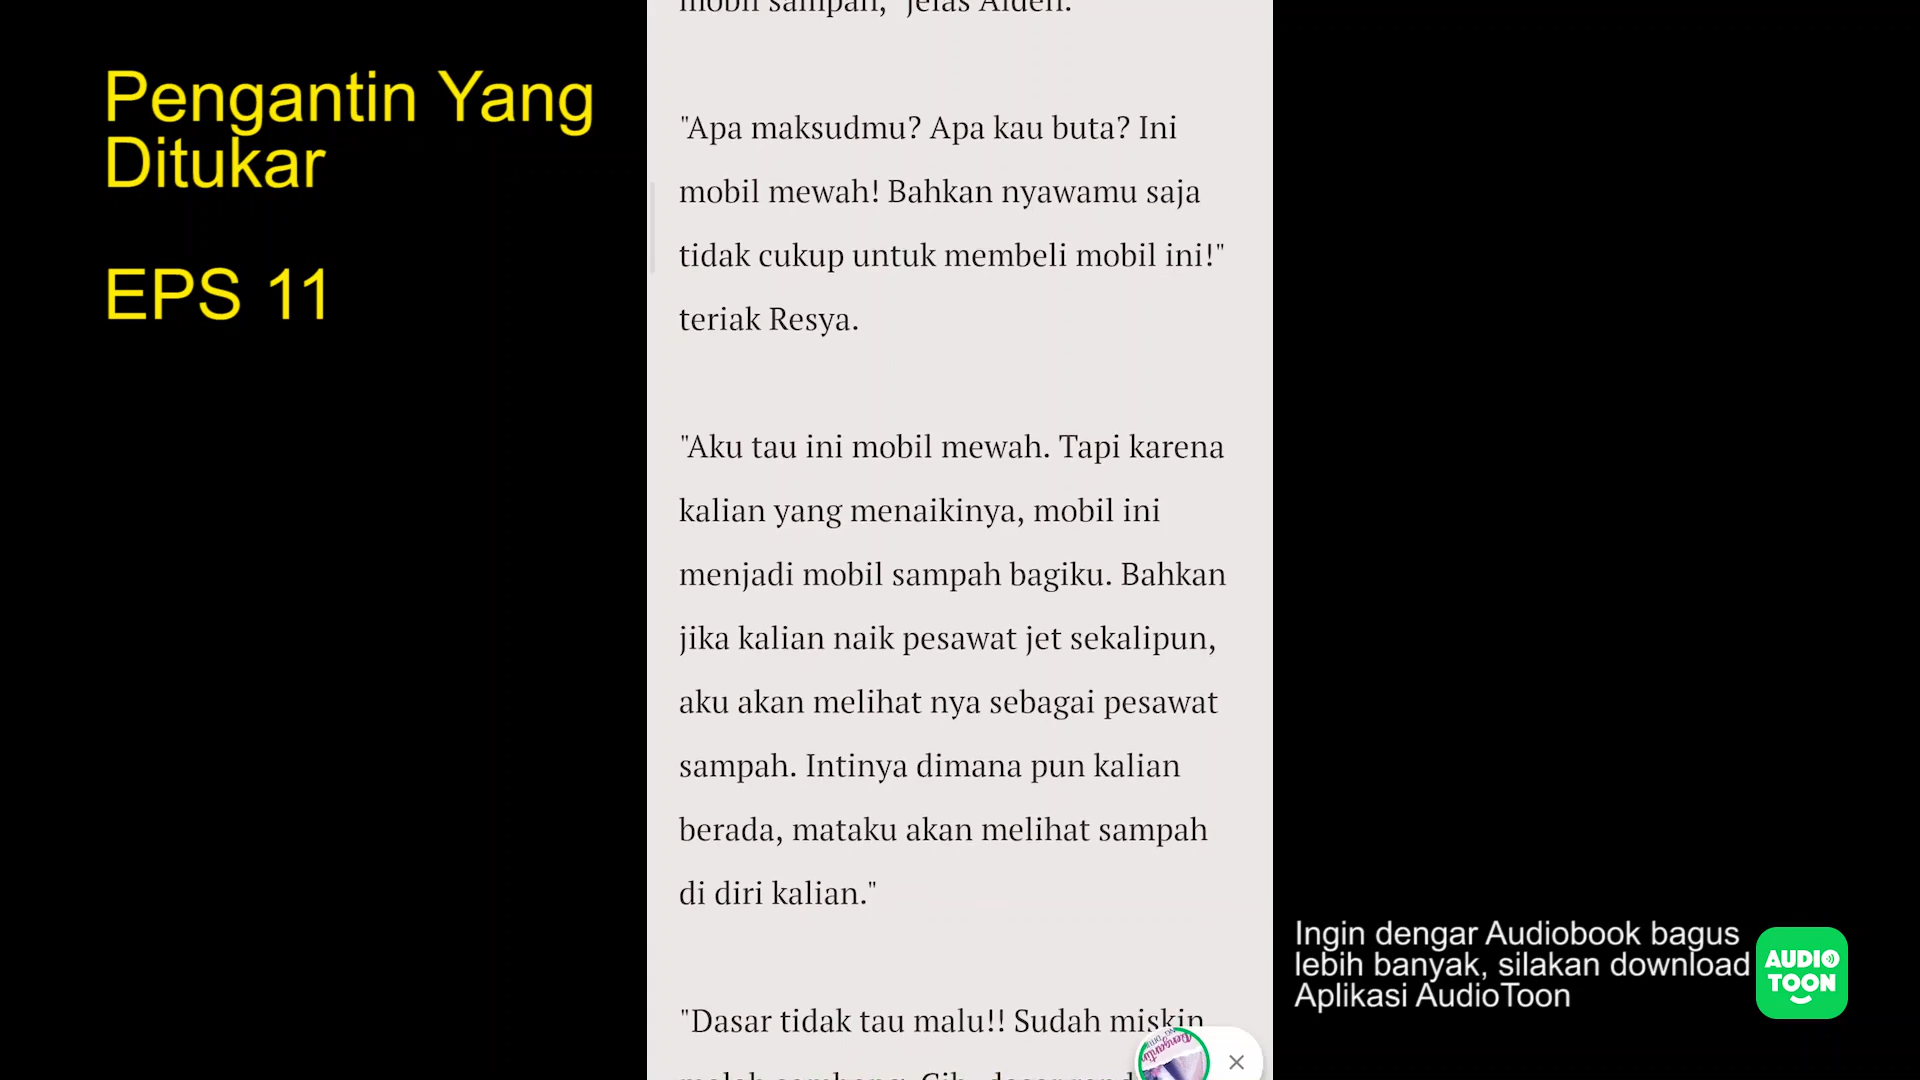 Pengantin Yang
Ditukar
EPS 11
mobil sampah," jelas Alden.
"Apa maksudmu? Apa kau buta? Ini
mobil mewah! Bahkan nyawamu saja
tidak cukup untuk membeli mobil ini!"
teriak Resya.
"Aku tau ini mobil mewah. Tapi karena
kalian yang menaikinya, mobil ini
menjadi mobil sampah bagiku. Bahkan
jika kalian naik pesawat jet sekalipun,
aku akan melihat nya sebagai pesawat
sampah. Intinya dimana pun kalian
berada, mataku akan melihat sampah
di diri kalian."
"Dasar tidak tau malu!! Sudah miskin
Ingin dengar Audiobook bagus
lebih banyak, silakan download
Aplikasi AudioToon
AUDIO
TOON